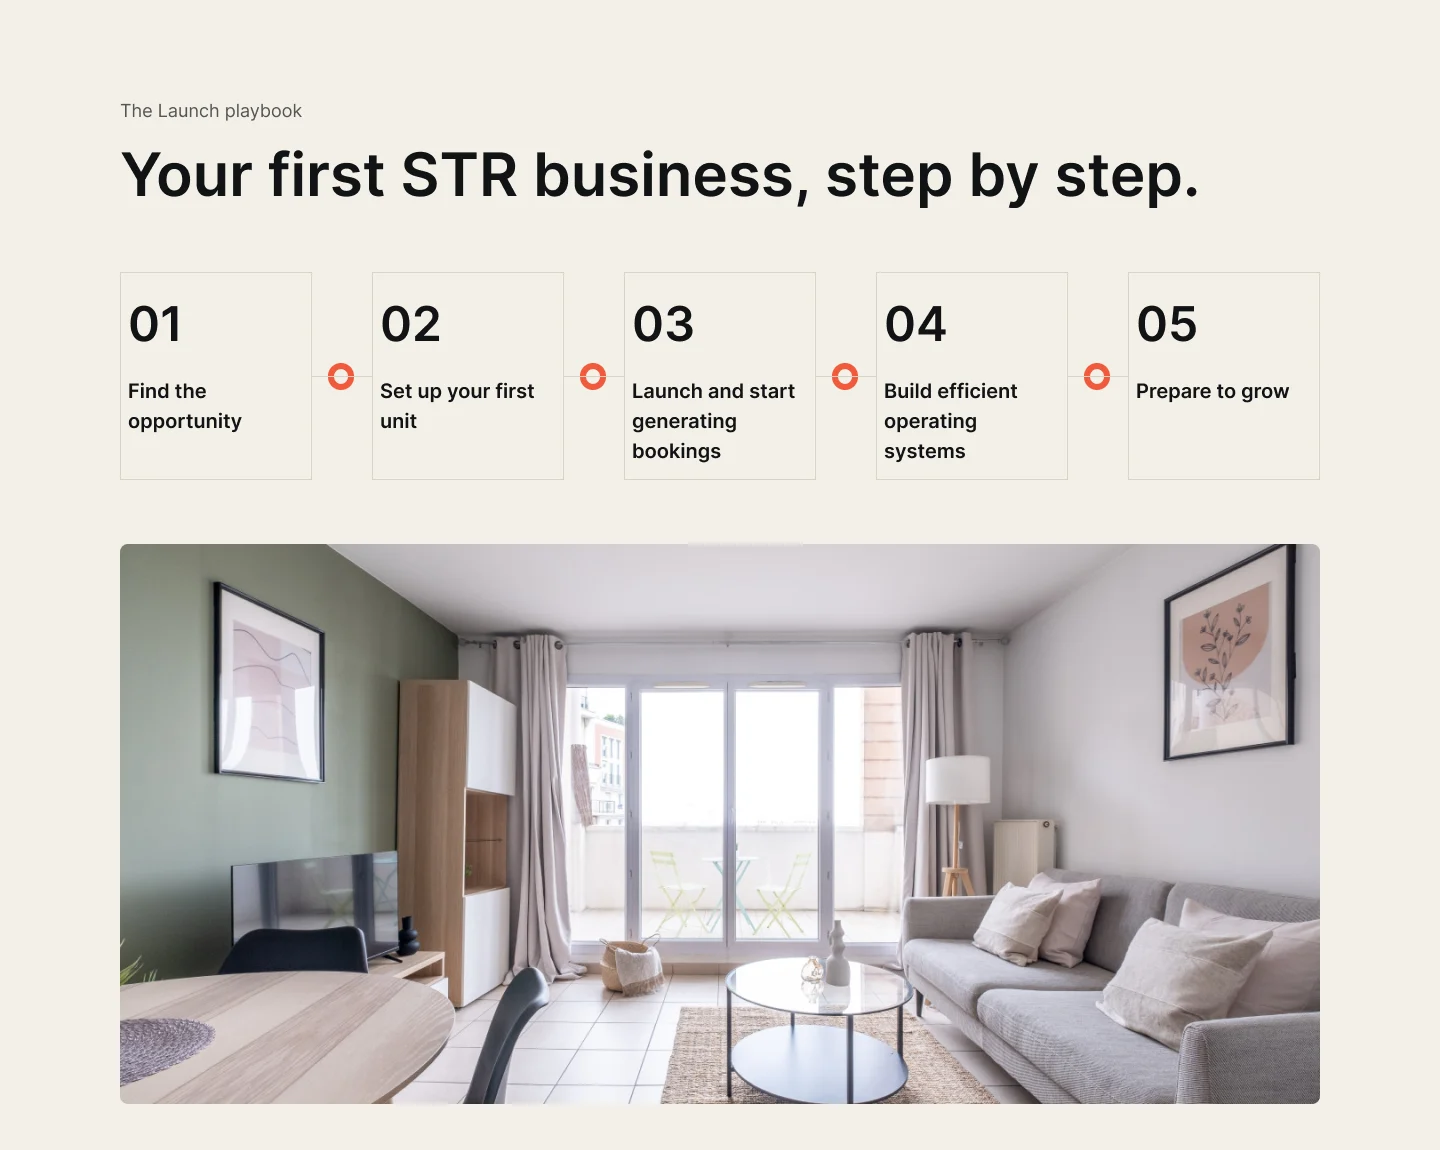 The Launch playbook
Your first STR business, step by step.
01
Find the
opportunity
02
Set up your first
unit
03
Launch and start
generating
bookings
04
Build efficient
operating
systems
05
Prepare to grow